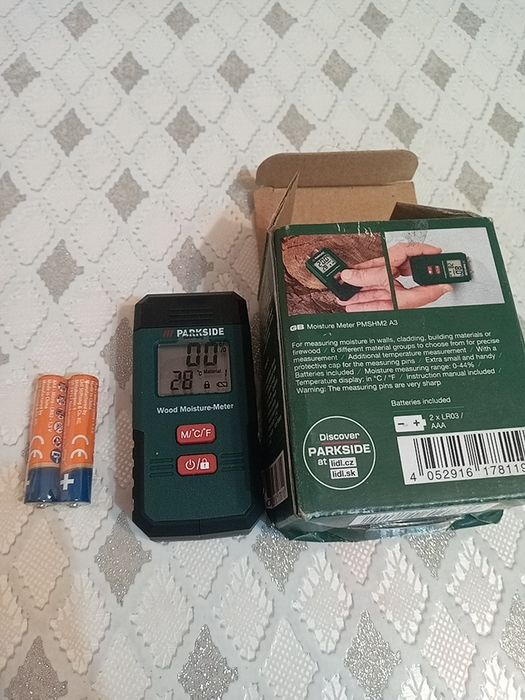 PARKSIDE
0.0 %
28 °C Material 1
Wood Moisture-Meter
M/°C/°F
GB Moisture Meter PMSHM2 A3
For measuring moisture in walls, cladding, building materials or
firewood / 6 different material groups to choose from for precise
measurement / Additional temperature measurement / With a
protective cap for the measuring pins / Extra small and handy /
Batteries included / Moisture measuring range: 0-44% /
Temperature display: in °C / °F / Instruction manual included /
Warning: The measuring pins are very sharp
Batteries included
2 x LR03 /
AAA
Discover
PARKSIDE
at lidl.cz
lidl.sk
4 052916 178119
CE
CE